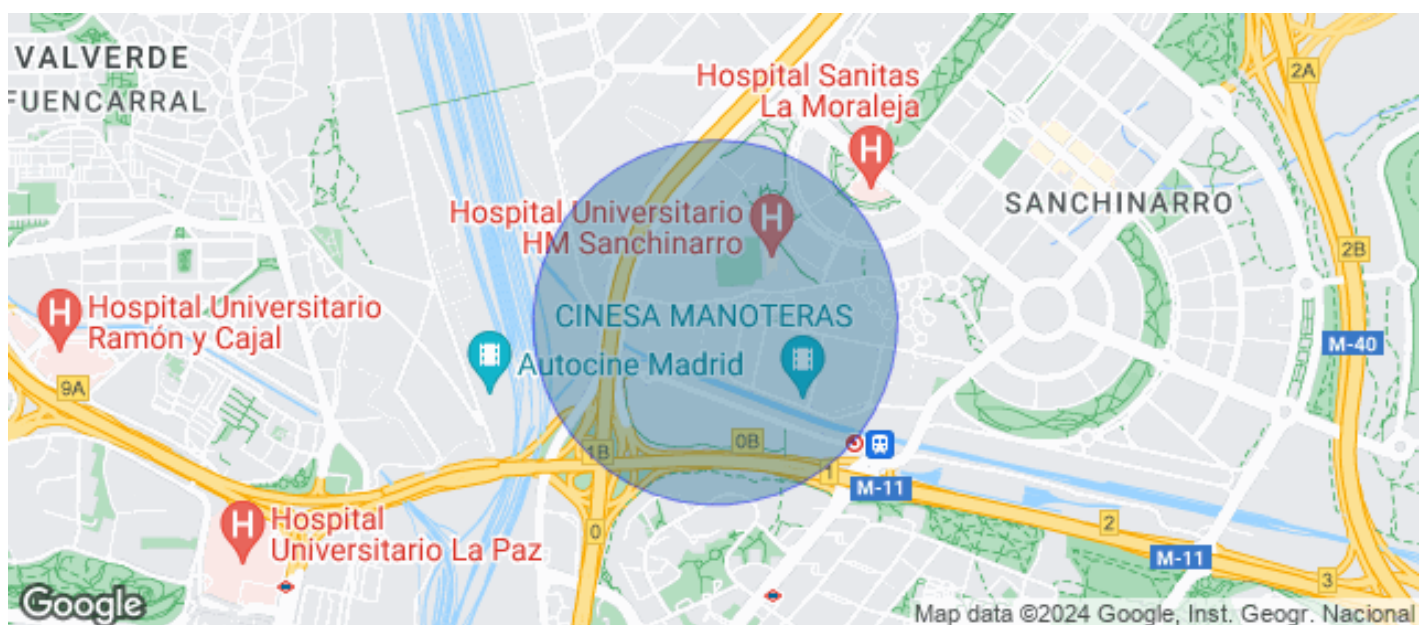 VALVERDE
FUENCARRAL
Hospital Sanitas
La Moraleja
H
2A
SANCHINARRO
Hospital Universitario
HM Sanchinarro
H
2B
H
Hospital Universitario
Ramón y Cajal
CINESA MANOTERAS
Autocine Madrid
M-40
9A
1B
0B
1
M-11
H
Hospital
Universitario La Paz
0
2
M-11
3
Google
Map data ©2024 Google, Inst. Geogr. Nacional